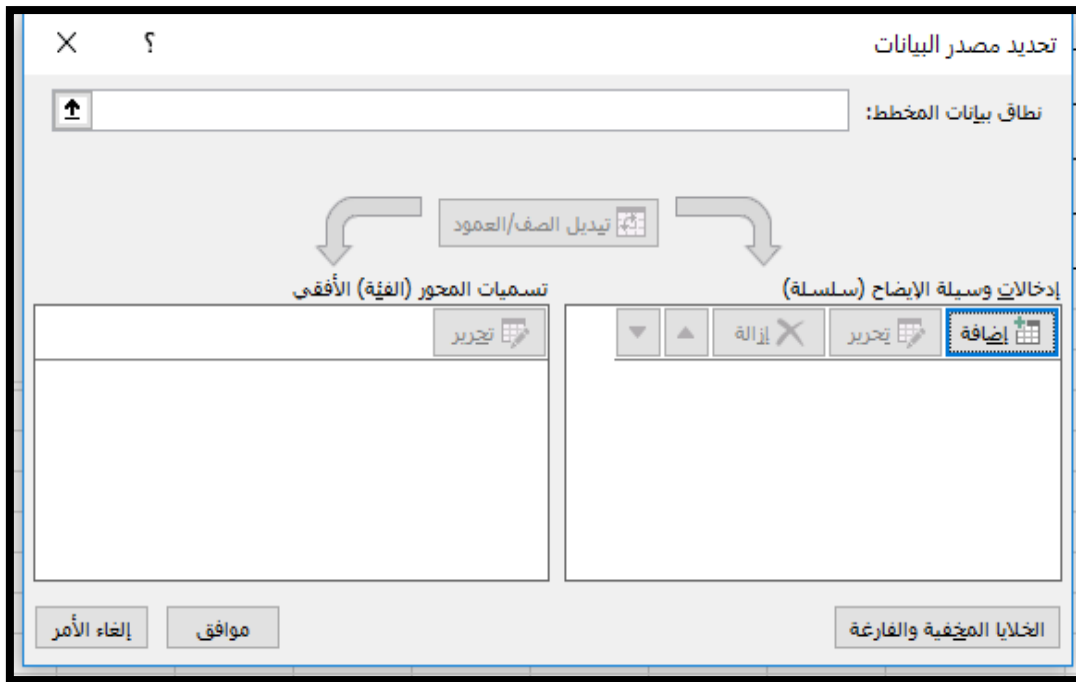 تحديد مصدر البيانات ؟
نطاق بيانات المخطط:
تبديل الصف/العمود
إدخالات وسيلة الإيضاح (سلسلة)
إضافة تحرير إزالة
تسميات المحور (الفئة) الأفقي
تحرير
الخلايا المخفية والفارغة
موافق
إلغاء الأمر